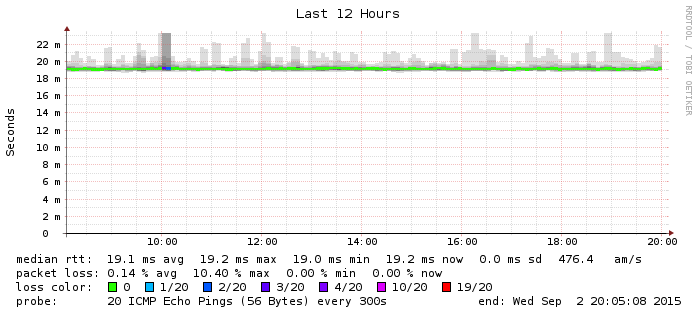 Last 12 Hours
RRDTOOL / TOBI OETIKER
Seconds
22 m
20 m
18 m
16 m
14 m
12 m
10 m
8 m
6 m
4 m
2 m
0
10:00 12:00 14:00 16:00 18:00 20:00
median rtt: 19.1 ms avg 19.2 ms max 19.0 ms min 19.2 ms now 0.0 ms sd 476.4 am/s
packet loss: 0.14 % avg 10.40 % max 0.00 % min 0.00 % now
loss color: 0 1/20 2/20 3/20 4/20 10/20 19/20
probe: 20 ICMP Echo Pings (56 Bytes) every 300s end: Wed Sep 2 20:05:08 2015